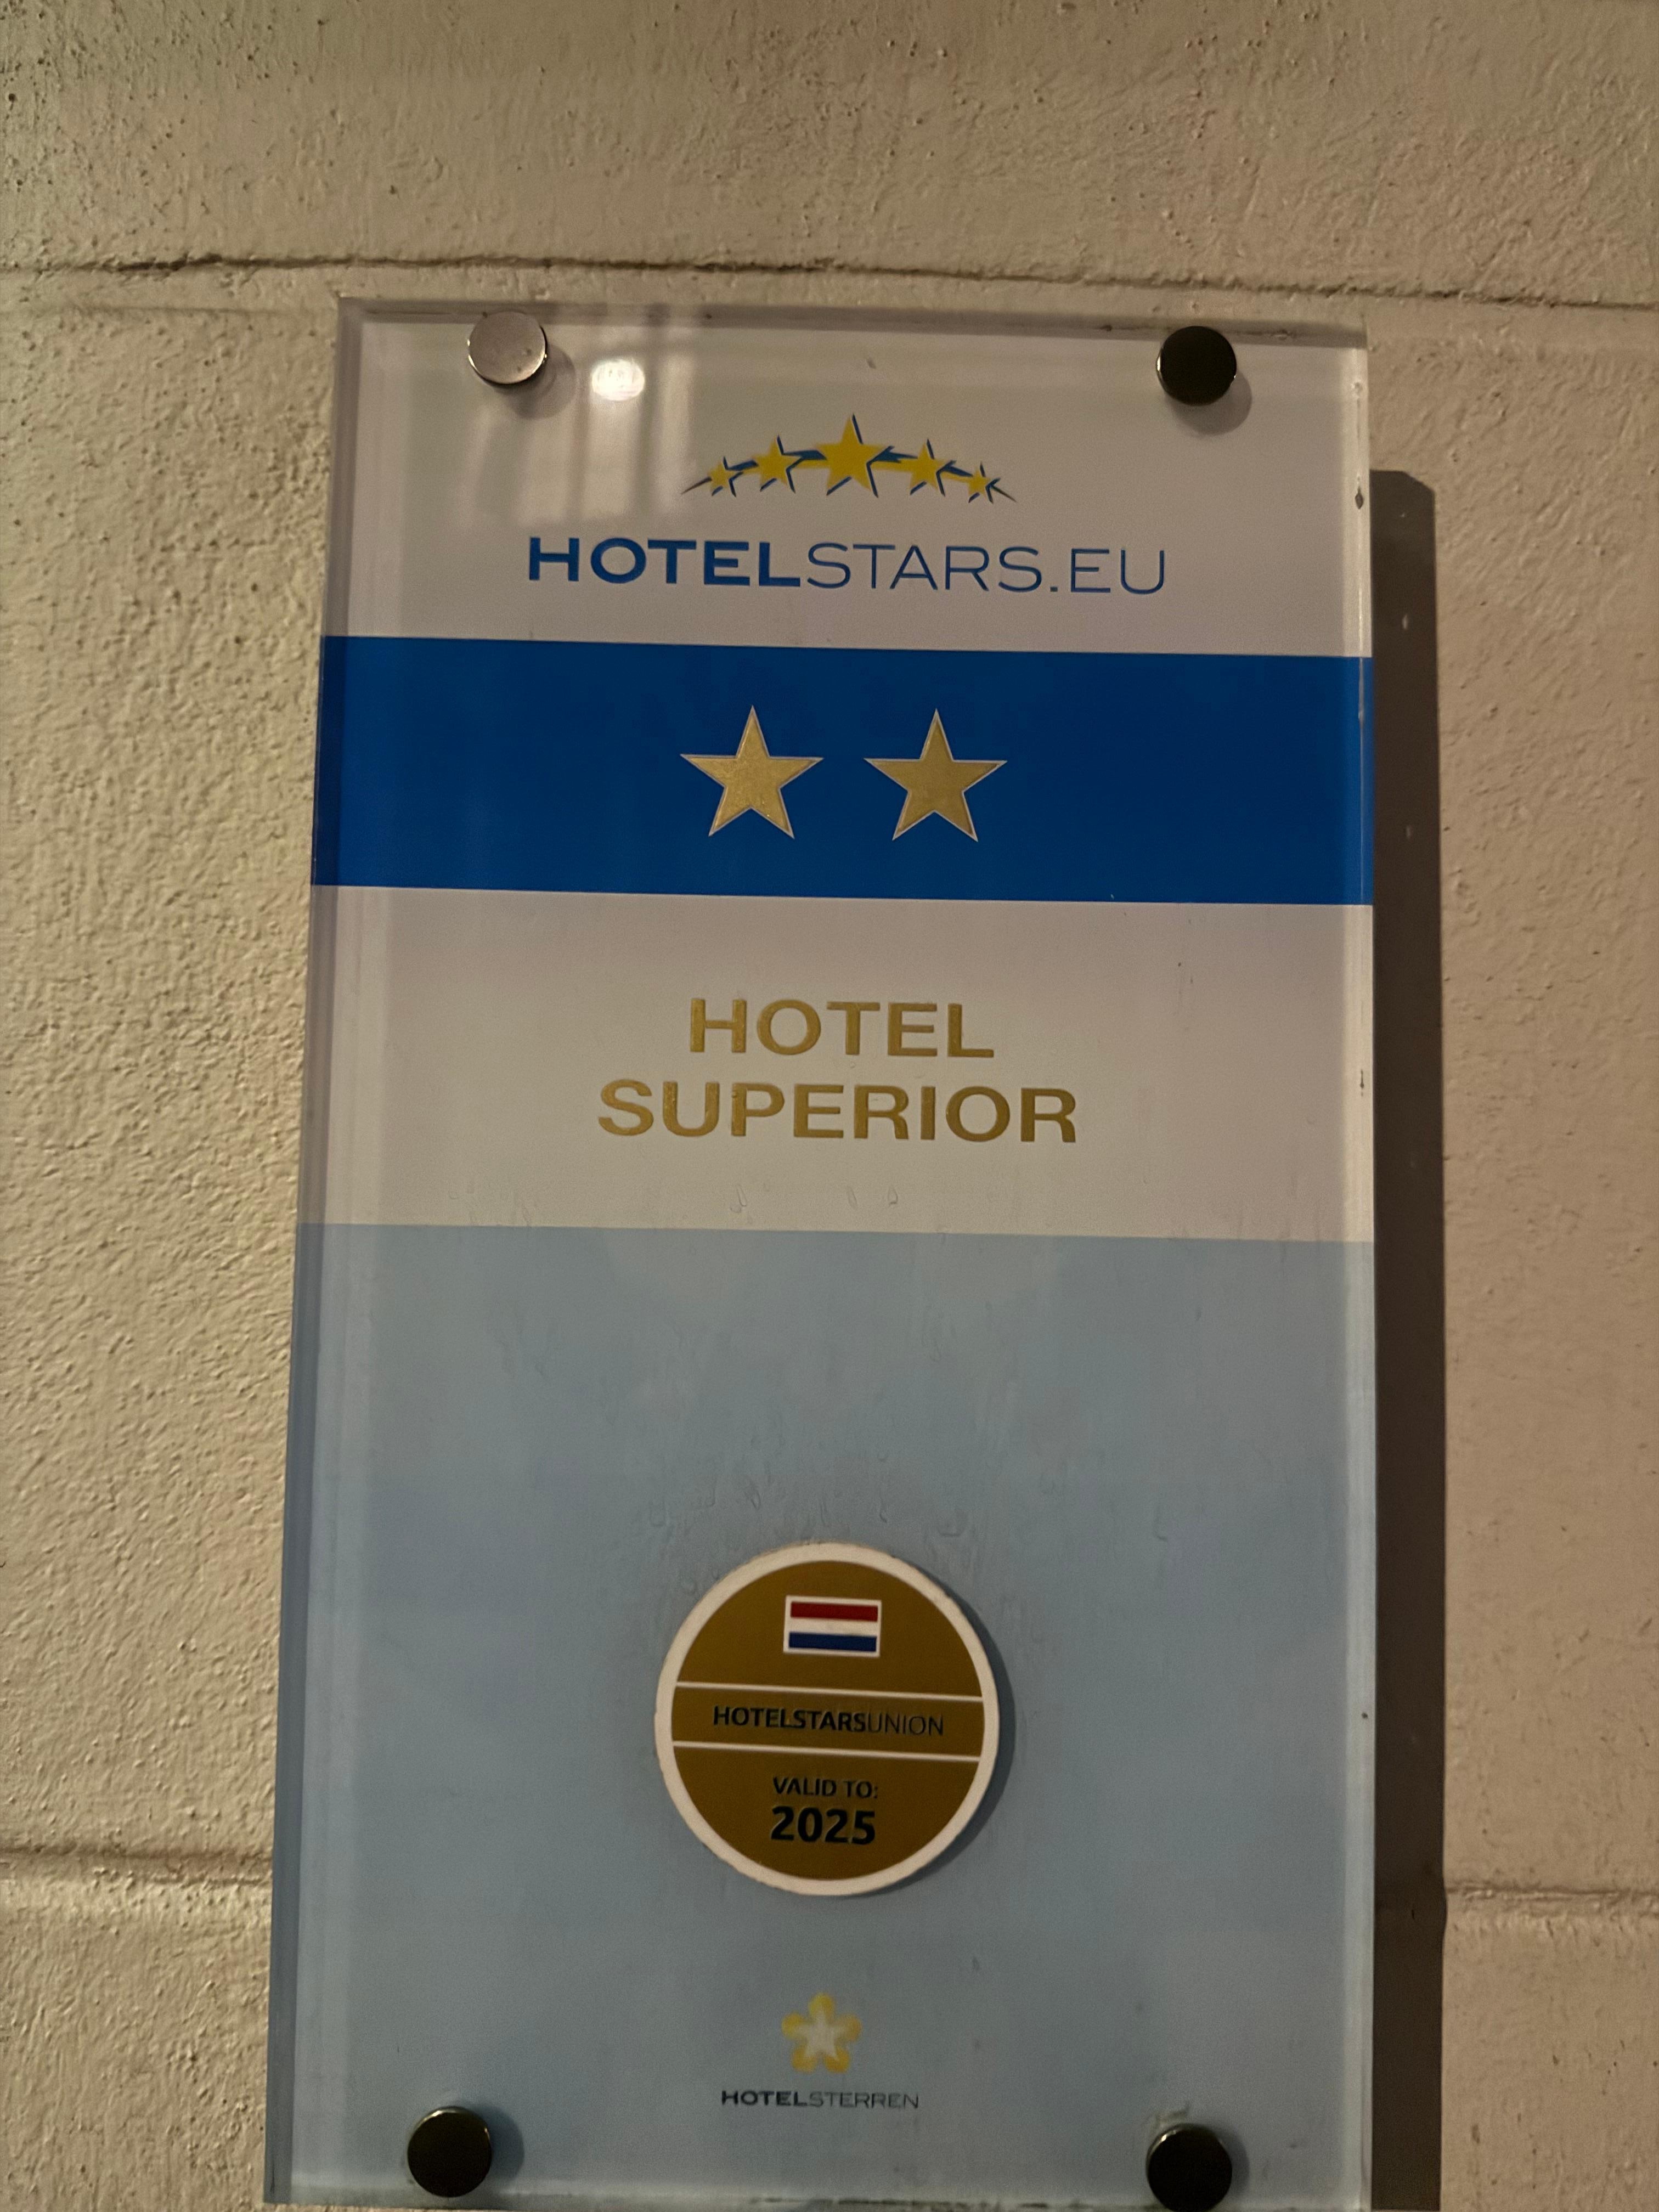 HOTELSTARS.EU
HOTEL
SUPERIOR
HOTELSTARSUNION
VALID TO:
2025
HOTELSTERREN